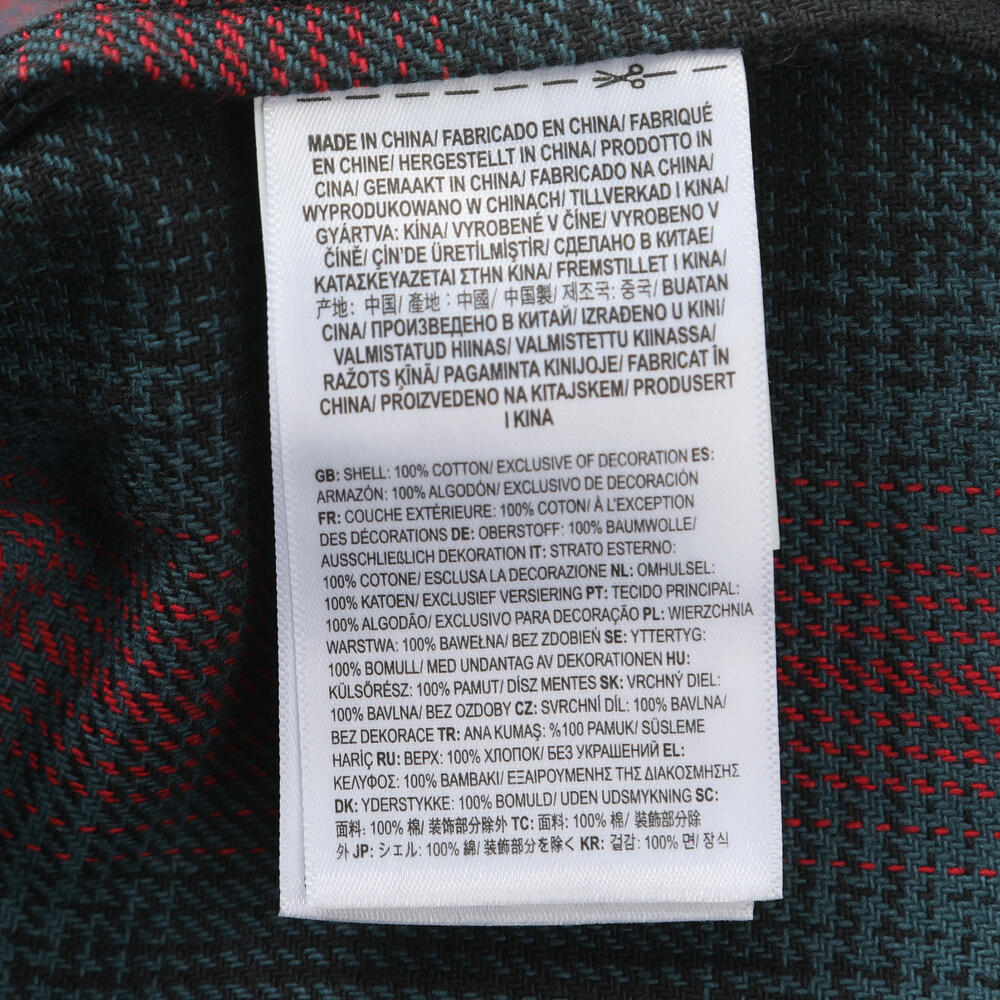 MADE IN CHINA/ FABRICADO EN CHINA/ FABRIQUÉ
EN CHINE/ HERGESTELLT IN CHINA/ PRODOTTO IN
CINA/ GEMAAKT IN CHINA/ FABRICADO NA CHINA/
WYPRODUKOWANO W CHINACH/ TILLVERKAD I KINA/
GYÁRTVA: KÍNA/ VYROBENÉ V ČÍNE/ VYROBENO V
ČÍNĚ/ ÇİN'DE ÜRETİLMİŞTİR/ СДЕЛАНО В КИТАЕ/
ΚΑΤΑΣΚΕΥΑΖΕΤΑΙ ΣΤΗΝ ΚΙΝΑ/ FREMSTILLET I KINA/
产地: 中国/ 產地: 中國/ 中国製/ 제조국: 중국/ BUATAN
CINA/ ПРОИЗВЕДЕНО В КИТАЙ/ IZRAĐENO U KINI/
VALMISTATUD HIINAS/ VALMISTETTU KIINASSA/
RAŽOTS ĶĪNĀ/ PAGAMINTA KINIJOJE/ FABRICAT ÎN
CHINA/ PROIZVEDENO NA KITAJSKEM/ PRODUSERT
I KINA
GB: SHELL: 100% COTTON/ EXCLUSIVE OF DECORATION ES:
ARMAZÓN: 100% ALGODÓN/ EXCLUSIVO DE DECORACIÓN
FR: COUCHE EXTÉRIEURE: 100% COTON/ À L'EXCEPTION
DES DÉCORATIONS DE: OBERSTOFF: 100% BAUMWOLLE/
AUSSCHLIEßLICH DEKORATION IT: STRATO ESTERNO:
100% COTONE/ ESCLUSA LA DECORAZIONE NL: OMHULSEL:
100% KATOEN/ EXCLUSIEF VERSIERING PT: TECIDO PRINCIPAL:
100% ALGODÃO/ EXCLUSIVO PARA DECORAÇÃO PL: WIERZCHNIA
WARSTWA: 100% BAWEŁNA/ BEZ ZDOBIEŃ SE: YTTERTYG:
100% BOMULL/ MED UNDANTAG AV DEKORATIONEN HU:
KÜLSŐRÉSZ: 100% PAMUT/ DÍSZ MENTES SK: VRCHNÝ DIEL:
100% BAVLNA/ BEZ OZDOBY CZ: SVRCHNÍ DÍL: 100% BAVLNA/
BEZ DEKORACE TR: ANA KUMAŞ: %100 PAMUK/ SÜSLEME
HARİÇ RU: ВЕРХ: 100% ХЛОПОК/ БЕЗ УКРАШЕНИЙ EL:
ΚΕΛΥΦΟΣ: 100% ΒΑΜΒΑΚΙ/ ΕΞΑΙΡΟΥΜΕΝΗΣ ΤΗΣ ΔΙΑΚΟΣΜΗΣΗΣ
DK: YDERSTYKKE: 100% BOMULD/ UDEN UDSMYKNING SC:
面料: 100% 棉/ 装饰部分除外 TC: 面料: 100% 棉/ 裝飾部分除
外 JP: シェル: 100% 綿/ 装飾部分を除く KR: 겉감: 100% 면/ 장식